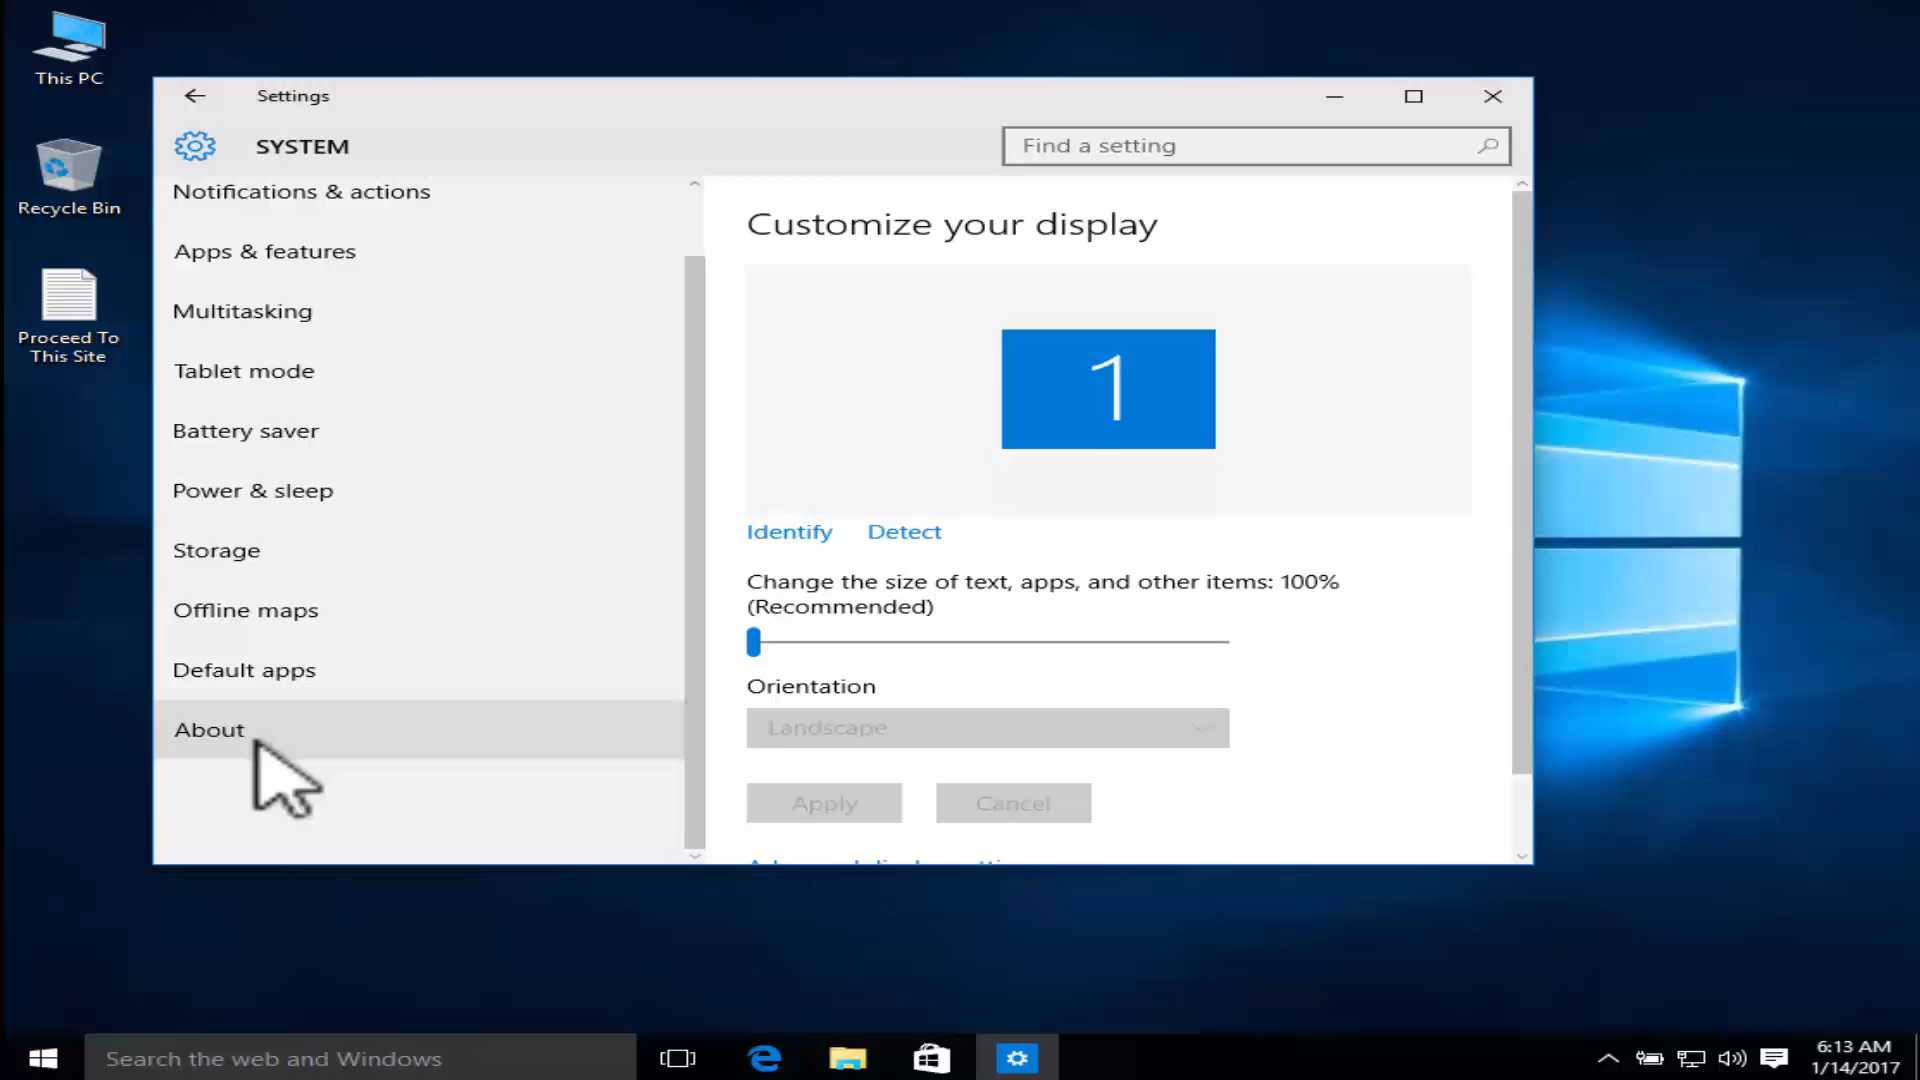 This PC
Recycle Bin
Proceed To
This Site
Settings
SYSTEM
Find a setting
Notifications & actions
Apps & features
Multitasking
Tablet mode
Battery saver
Power & sleep
Storage
Offline maps
Default apps
About
Customize your display
1
Identify
Detect
Change the size of text, apps, and other items: 100%
(Recommended)
Orientation
Landscape
Apply
Cancel
Search the web and Windows
6:13 AM
1/14/2017